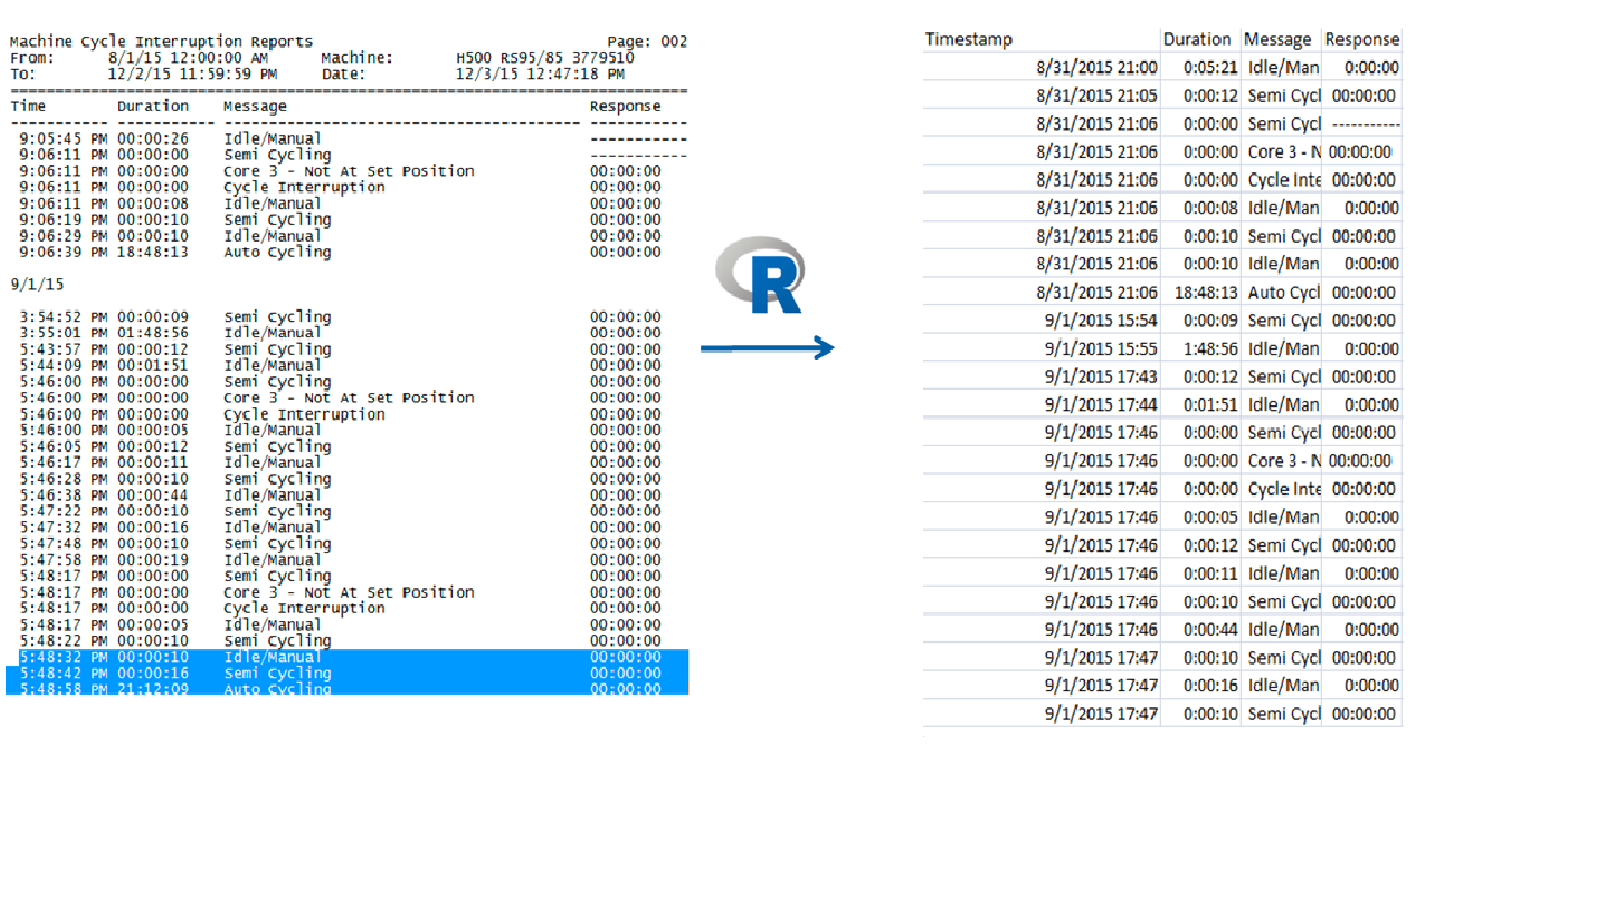 Machine Cycle Interruption Reports Page: 002
From: 8/1/15 12:00:00 AM Machine: H500 RS95/85 3779510
To: 12/2/15 11:59:59 PM Date: 12/3/15 12:47:18 PM
Time Duration Message Response
9:05:45 PM 00:00:26 Idle/Manual -----------
9:06:11 PM 00:00:00 Semi Cycling -----------
9:06:11 PM 00:00:00 Core 3 - Not At Set Position 00:00:00
9:06:11 PM 00:00:00 Cycle Interruption 00:00:00
9:06:11 PM 00:00:08 Idle/Manual 00:00:00
9:06:19 PM 00:00:10 Semi Cycling 00:00:00
9:06:29 PM 00:00:10 Idle/Manual 00:00:00
9:06:39 PM 18:48:13 Auto Cycling 00:00:00
9/1/15
3:54:52 PM 00:00:09 Semi Cycling 00:00:00
3:55:01 PM 01:48:56 Idle/Manual 00:00:00
5:43:57 PM 00:00:12 Semi Cycling 00:00:00
5:44:09 PM 00:01:51 Idle/Manual 00:00:00
5:46:00 PM 00:00:00 Semi Cycling 00:00:00
5:46:00 PM 00:00:00 Core 3 - Not At Set Position 00:00:00
5:46:00 PM 00:00:00 Cycle Interruption 00:00:00
5:46:00 PM 00:00:05 Idle/Manual 00:00:00
5:46:05 PM 00:00:12 Semi Cycling 00:00:00
5:46:17 PM 00:00:11 Idle/Manual 00:00:00
5:46:28 PM 00:00:10 Semi Cycling 00:00:00
5:46:38 PM 00:00:44 Idle/Manual 00:00:00
5:47:22 PM 00:00:10 Semi Cycling 00:00:00
5:47:32 PM 00:00:16 Idle/Manual 00:00:00
5:47:48 PM 00:00:10 Semi Cycling 00:00:00
5:47:58 PM 00:00:19 Idle/Manual 00:00:00
5:48:17 PM 00:00:00 Semi Cycling 00:00:00
5:48:17 PM 00:00:00 Core 3 - Not At Set Position 00:00:00
5:48:17 PM 00:00:00 Cycle Interruption 00:00:00
5:48:17 PM 00:00:05 Idle/Manual 00:00:00
5:48:22 PM 00:00:10 Semi Cycling 00:00:00
5:48:32 PM 00:00:10 Idle/Manual 00:00:00
5:48:42 PM 00:00:16 Semi Cycling 00:00:00
5:48:58 PM 21:12:09 Auto Cycling 00:00:00
R
Timestamp Duration Message Response
8/31/2015 21:00 0:05:21 Idle/Man 0:00:00
8/31/2015 21:05 0:00:12 Semi Cycl 00:00:00
8/31/2015 21:06 0:00:00 Semi Cycl -----------
8/31/2015 21:06 0:00:00 Core 3 - N 00:00:00
8/31/2015 21:06 0:00:00 Cycle Inte 00:00:00
8/31/2015 21:06 0:00:08 Idle/Man 0:00:00
8/31/2015 21:06 0:00:10 Semi Cycl 00:00:00
8/31/2015 21:06 0:00:10 Idle/Man 0:00:00
8/31/2015 21:06 18:48:13 Auto Cycl 00:00:00
9/1/2015 15:54 0:00:09 Semi Cycl 00:00:00
9/1/2015 15:55 1:48:56 Idle/Man 0:00:00
9/1/2015 17:43 0:00:12 Semi Cycl 00:00:00
9/1/2015 17:44 0:01:51 Idle/Man 0:00:00
9/1/2015 17:46 0:00:00 Semi Cycl 00:00:00
9/1/2015 17:46 0:00:00 Core 3 - N 00:00:00
9/1/2015 17:46 0:00:00 Cycle Inte 00:00:00
9/1/2015 17:46 0:00:05 Idle/Man 0:00:00
9/1/2015 17:46 0:00:12 Semi Cycl 00:00:00
9/1/2015 17:46 0:00:11 Idle/Man 0:00:00
9/1/2015 17:46 0:00:10 Semi Cycl 00:00:00
9/1/2015 17:46 0:00:44 Idle/Man 0:00:00
9/1/2015 17:47 0:00:10 Semi Cycl 00:00:00
9/1/2015 17:47 0:00:16 Idle/Man 0:00:00
9/1/2015 17:47 0:00:10 Semi Cycl 00:00:00